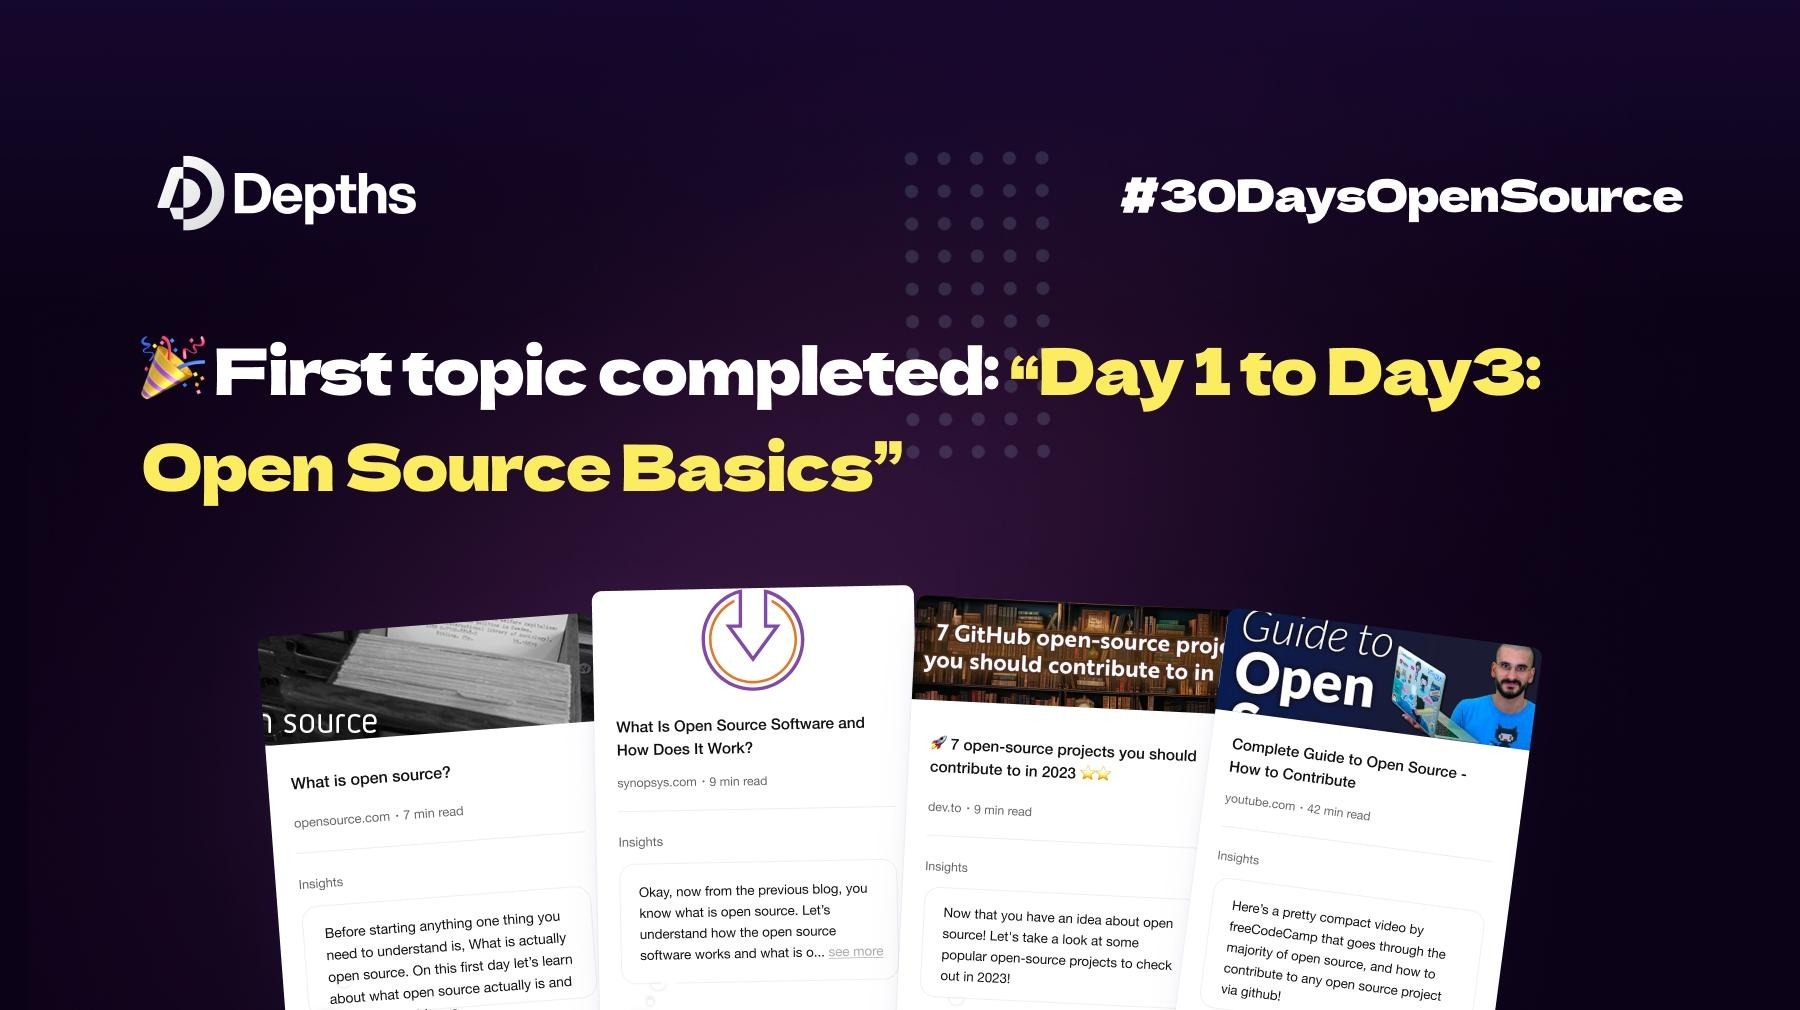 Depths
#30DaysOpenSource
🎉 First topic completed: “Day 1 to Day3:
Open Source Basics”
source
What is open source?
opensource.com · 7 min read
Insights
Before starting anything one thing you
need to understand is, What is actually
open source. On this first day let’s learn
about what open source actually is and
What Is Open Source Software and
How Does It Work?
synopsys.com · 9 min read
Insights
Okay, now from the previous blog, you
know what is open source. Let’s
understand how the open source
software works and what is o... see more
7 GitHub open-source proje
you should contribute to in
🚀 7 open-source projects you should
contribute to in 2023 ⭐⭐
dev.to · 9 min read
Insights
Now that you have an idea about open
source! Let's take a look at some
popular open-source projects to check
out in 2023!
Guide to
Open
Complete Guide to Open Source -
How to Contribute
youtube.com · 42 min read
Insights
Here’s a pretty compact video by
freeCodeCamp that goes through the
majority of open source, and how to
contribute to any open source project
via github!